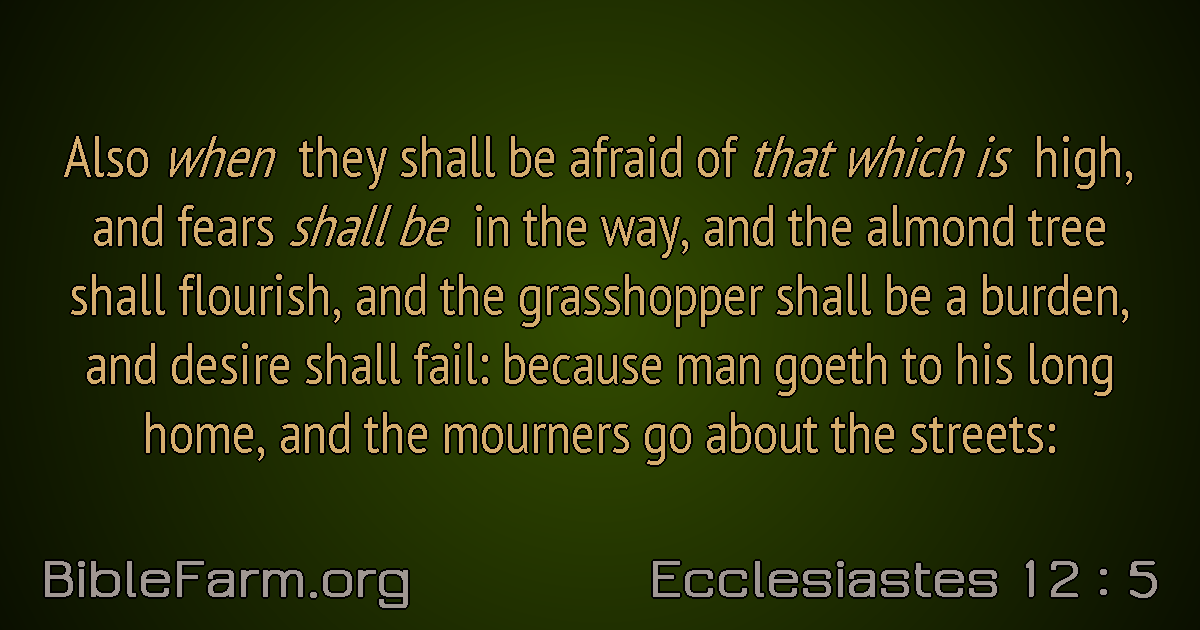 Also when they shall be afraid of that which is high,
and fears shall be in the way, and the almond tree
shall flourish, and the grasshopper shall be a burden,
and desire shall fail: because man goeth to his long
home, and the mourners go about the streets:
BibleFarm.org
Ecclesiastes 12 : 5